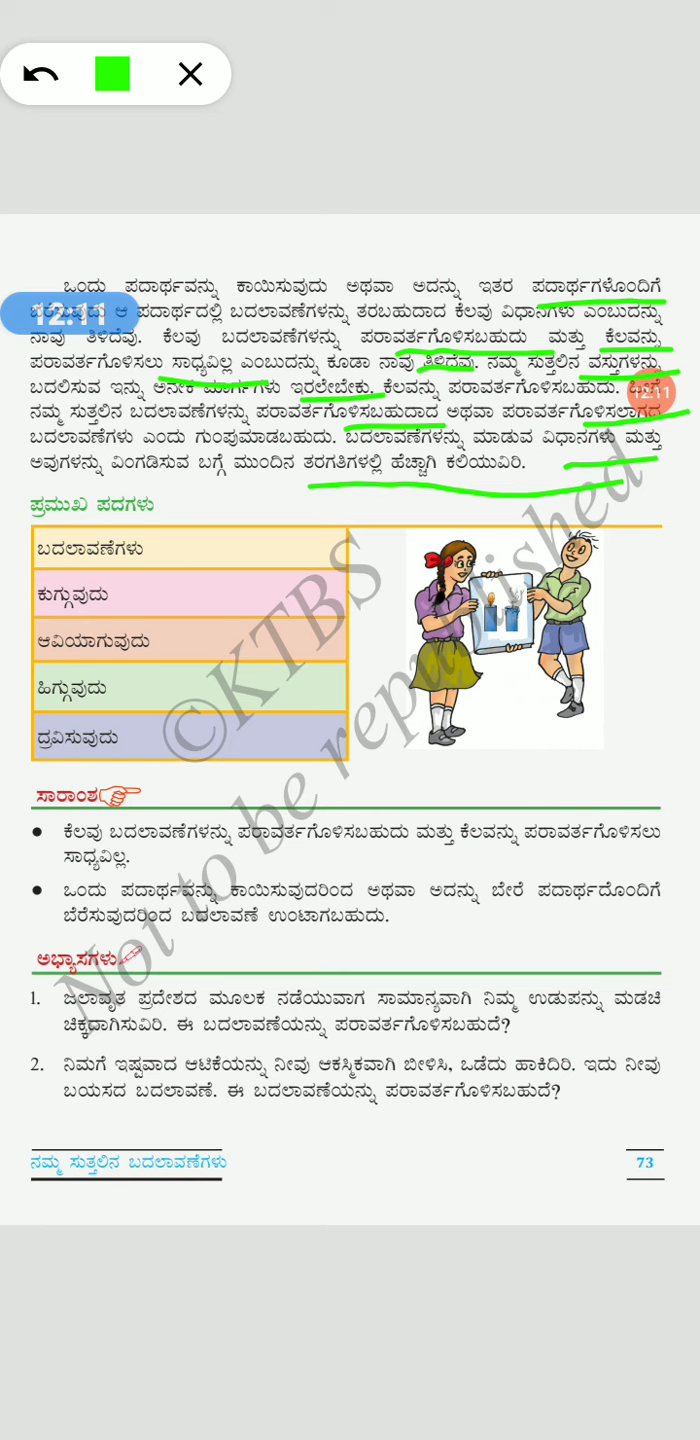 ಒಂದು ಪದಾರ್ಥವನ್ನು ಕಾಯಿಸುವುದು ಅಥವಾ ಅದನ್ನು ಇತರ ಪದಾರ್ಥಗಳೊಂದಿಗೆ
12:11
ಬೆರೆಸುವುದು ಆ ಪದಾರ್ಥದಲ್ಲಿ ಬದಲಾವಣೆಗಳನ್ನು ತರಬಹುದಾದ ಕೆಲವು ವಿಧಾನಗಳು ಎಂಬುದನ್ನು
ನಾವು ತಿಳಿದೆವು. ಕೆಲವು ಬದಲಾವಣೆಗಳನ್ನು ಪರಾವರ್ತಗೊಳಿಸಬಹುದು ಮತ್ತು ಕೆಲವನ್ನು
ಪರಾವರ್ತಗೊಳಿಸಲು ಸಾಧ್ಯವಿಲ್ಲ ಎಂಬುದನ್ನು ಕೂಡಾ ನಾವು ತಿಳಿದೆವು. ನಮ್ಮ ಸುತ್ತಲಿನ ವಸ್ತುಗಳನ್ನು
ಬದಲಿಸುವ ಇನ್ನು ಅನೇಕ ಮಾರ್ಗಗಳು ಇರಲೇಬೇಕು. ಕೆಲವನ್ನು ಪರಾವರ್ತಗೊಳಿಸಬಹುದು.
12:11
ನಮ್ಮ ಸುತ್ತಲಿನ ಬದಲಾವಣೆಗಳನ್ನು ಪರಾವರ್ತಗೊಳಿಸಬಹುದಾದ ಅಥವಾ ಪರಾವರ್ತಗೊಳಿಸಲಾಗದ
ಬದಲಾವಣೆಗಳು ಎಂದು ಗುಂಪುಮಾಡಬಹುದು. ಬದಲಾವಣೆಗಳನ್ನು ಮಾಡುವ ವಿಧಾನಗಳು ಮತ್ತು
ಅವುಗಳನ್ನು ವಿಂಗಡಿಸುವ ಬಗ್ಗೆ ಮುಂದಿನ ತರಗತಿಗಳಲ್ಲಿ ಹೆಚ್ಚಾಗಿ ಕಲಿಯುವಿರಿ.
ಪ್ರಮುಖ ಪದಗಳು
ಬದಲಾವಣೆಗಳು
ಕುಗ್ಗುವುದು
ಆವಿಯಾಗುವುದು
ಹಿಗ್ಗುವುದು
ದ್ರವಿಸುವುದು
©KTBS
Not to be republished
ಸಾರಾಂಶ
● ಕೆಲವು ಬದಲಾವಣೆಗಳನ್ನು ಪರಾವರ್ತಗೊಳಿಸಬಹುದು ಮತ್ತು ಕೆಲವನ್ನು ಪರಾವರ್ತಗೊಳಿಸಲು
ಸಾಧ್ಯವಿಲ್ಲ.
● ಒಂದು ಪದಾರ್ಥವನ್ನು ಕಾಯಿಸುವುದರಿಂದ ಅಥವಾ ಅದನ್ನು ಬೇರೆ ಪದಾರ್ಥದೊಂದಿಗೆ
ಬೆರೆಸುವುದರಿಂದ ಬದಲಾವಣೆ ಉಂಟಾಗಬಹುದು.
ಅಭ್ಯಾಸಗಳು
1. ಜಲಾವೃತ ಪ್ರದೇಶದ ಮೂಲಕ ನಡೆಯುವಾಗ ಸಾಮಾನ್ಯವಾಗಿ ನಿಮ್ಮ ಉಡುಪನ್ನು ಮಡಚಿ
ಚಿಕ್ಕದಾಗಿಸುವಿರಿ. ಈ ಬದಲಾವಣೆಯನ್ನು ಪರಾವರ್ತಗೊಳಿಸಬಹುದೆ?
2. ನಿಮಗೆ ಇಷ್ಟವಾದ ಆಟಿಕೆಯನ್ನು ನೀವು ಆಕಸ್ಮಿಕವಾಗಿ ಬೀಳಿಸಿ, ಒಡೆದು ಹಾಕಿದಿರಿ. ಇದು ನೀವು
ಬಯಸದ ಬದಲಾವಣೆ. ಈ ಬದಲಾವಣೆಯನ್ನು ಪರಾವರ್ತಗೊಳಿಸಬಹುದೆ?
ನಮ್ಮ ಸುತ್ತಲಿನ ಬದಲಾವಣೆಗಳು 73